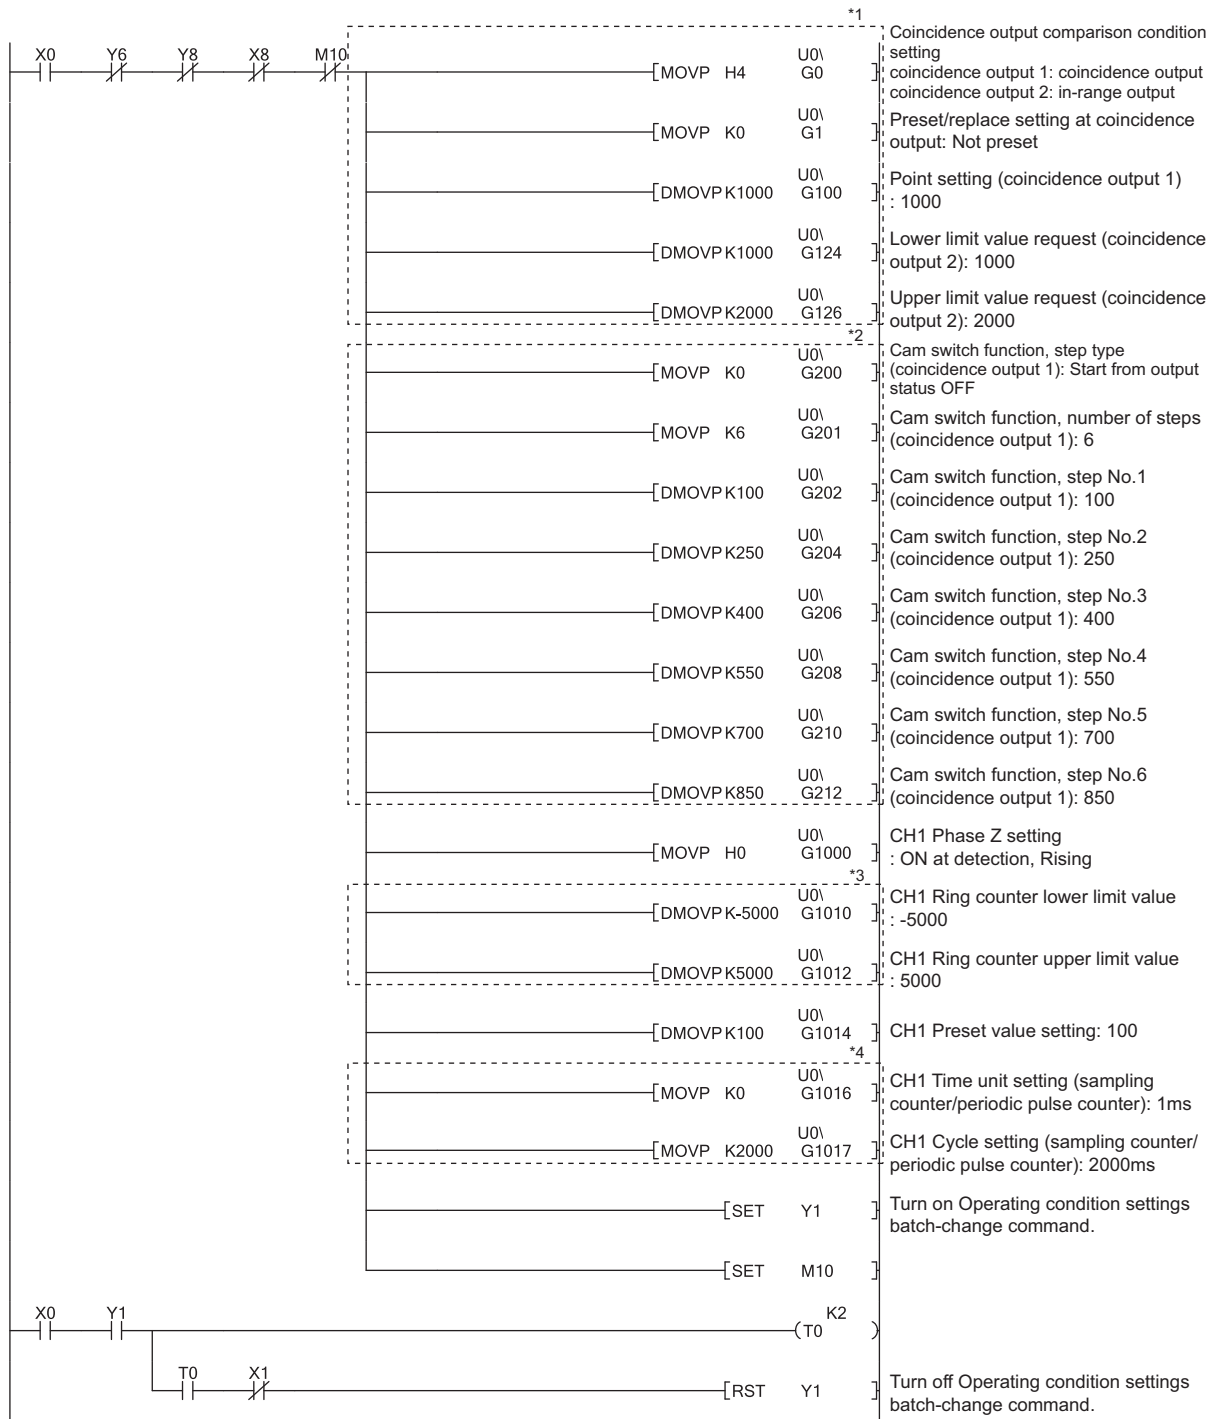 *1
Coincidence output comparison condition
setting
coincidence output 1: coincidence output
coincidence output 2: in-range output
X0 Y6 Y8 X8 M10
MOVP H4 U0\ G0
Preset/replace setting at coincidence
output: Not preset
MOVP K0 U0\ G1
Point setting (coincidence output 1)
: 1000
DMOVP K1000 U0\ G100
Lower limit value request (coincidence
output 2): 1000
DMOVP K1000 U0\ G124
Upper limit value request (coincidence
output 2): 2000
DMOVP K2000 U0\ G126
*2
Cam switch function, step type
(coincidence output 1): Start from output
status OFF
MOVP K0 U0\ G200
Cam switch function, number of steps
(coincidence output 1): 6
MOVP K6 U0\ G201
Cam switch function, step No.1
(coincidence output 1): 100
DMOVP K100 U0\ G202
Cam switch function, step No.2
(coincidence output 1): 250
DMOVP K250 U0\ G204
Cam switch function, step No.3
(coincidence output 1): 400
DMOVP K400 U0\ G206
Cam switch function, step No.4
(coincidence output 1): 550
DMOVP K550 U0\ G208
Cam switch function, step No.5
(coincidence output 1): 700
DMOVP K700 U0\ G210
Cam switch function, step No.6
(coincidence output 1): 850
DMOVP K850 U0\ G212
CH1 Phase Z setting
: ON at detection, Rising
MOVP H0 U0\ G1000
*3
CH1 Ring counter lower limit value
: -5000
DMOVP K-5000 U0\ G1010
CH1 Ring counter upper limit value
: 5000
DMOVP K5000 U0\ G1012
DMOVP K100 U0\ G1014
CH1 Preset value setting: 100
*4
CH1 Time unit setting (sampling
counter/periodic pulse counter): 1ms
MOVP K0 U0\ G1016
CH1 Cycle setting (sampling counter/
periodic pulse counter): 2000ms
MOVP K2000 U0\ G1017
SET Y1
Turn on Operating condition settings
batch-change command.
SET M10
X0 Y1 K2
T0
T0 X1
RST Y1
Turn off Operating condition settings
batch-change command.